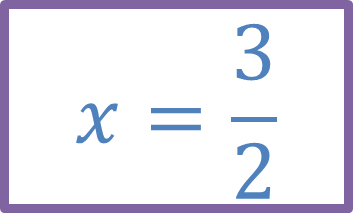 x = 3/2